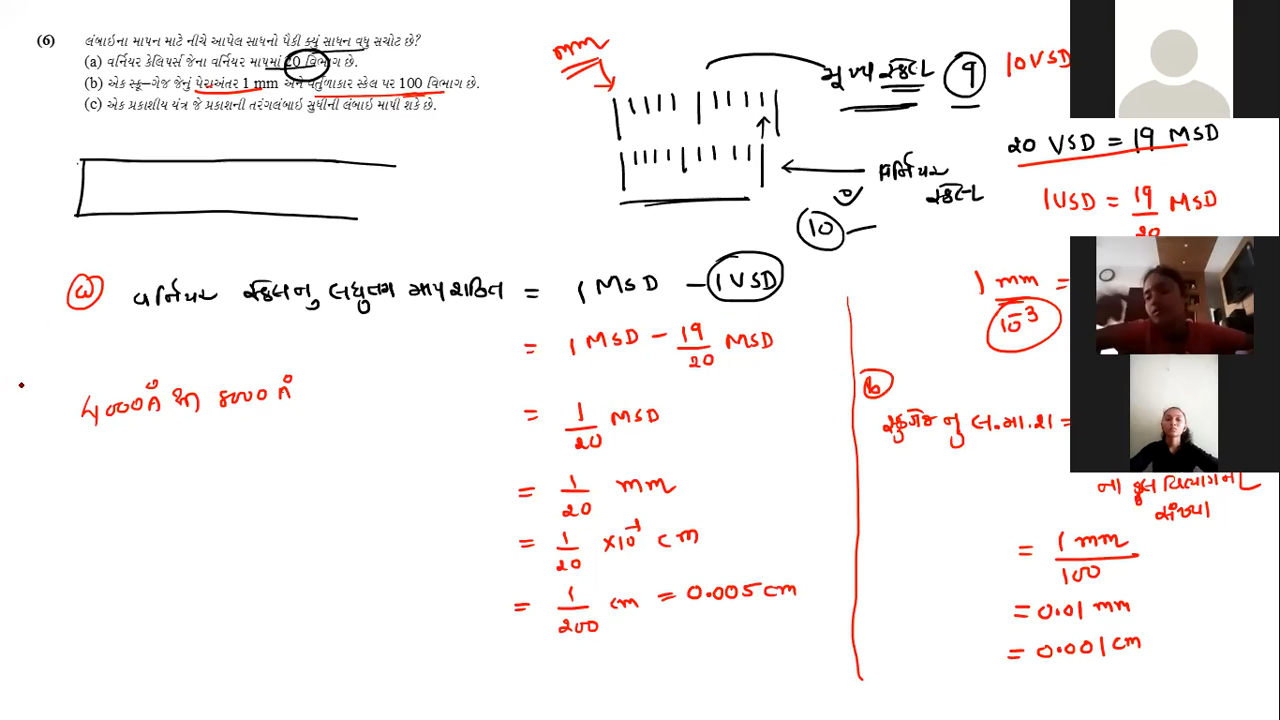 (6) લંબાઈના માપન માટે નીચે આપેલ સાધનો પૈકી ક્યું સાધન વધુ સચોટ છે?
(a) વર્નિયર કેલિપર્સ જેના વર્નિયર માપમાં 20 વિભાગ છે.
(b) એક સ્ક્રૂ-ગેજ જેનું પેચઅંતર 1 mm અને વર્તુળાકાર સ્કેલ પર 100 વિભાગ છે.
(c) એક પ્રકાશીય યંત્ર જે પ્રકાશની તરંગલંબાઈ સુધીની લંબાઈ માપી શકે છે.
mm
મુખ્ય સ્કેલ 9
10 VSD
20 VSD = 19 MSD
વર્નિયર
સ્કેલ
10
1 VSD = 19/20 MSD
1 mm =
10⁻³
(a) વર્નિયર સ્કેલનુ લઘુતમ માપ શક્તિ = 1 MSD - 1 VSD
= 1 MSD - 19/20 MSD
= 1/20 MSD
= 1/20 mm
= 1/20 ×10⁻¹ cm
= 1/200 cm = 0.005 cm
(b)
સ્ક્રુગેજ નુ લ.મા.શ =
ના કુલ વિભાગની
સંખ્યા
= 1 mm/100
= 0.01 mm
= 0.001 cm